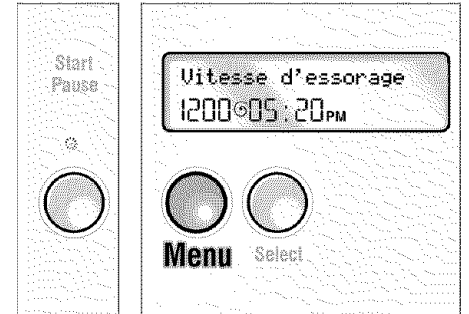 Start
Pause
Vitesse d'essorage
1200 05:20PM
Menu
Select